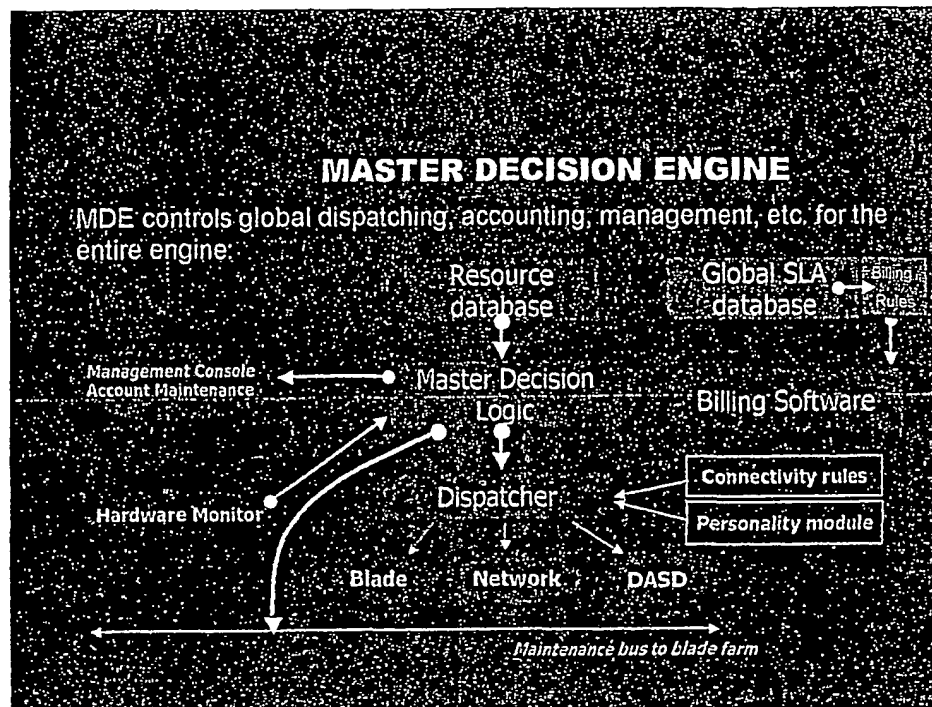 MASTER DECISION ENGINE
MDE controls global dispatching, accounting, management, etc. for the
entire engine:
Resource
database
Global SLA
database
Billing
Rules
Management Console
Account Maintenance
Master Decision
Logic
Billing Software
Hardware Monitor
Dispatcher
Connectivity rules
Personality module
Blade
Network
DASD
Maintenance bus to blade farm